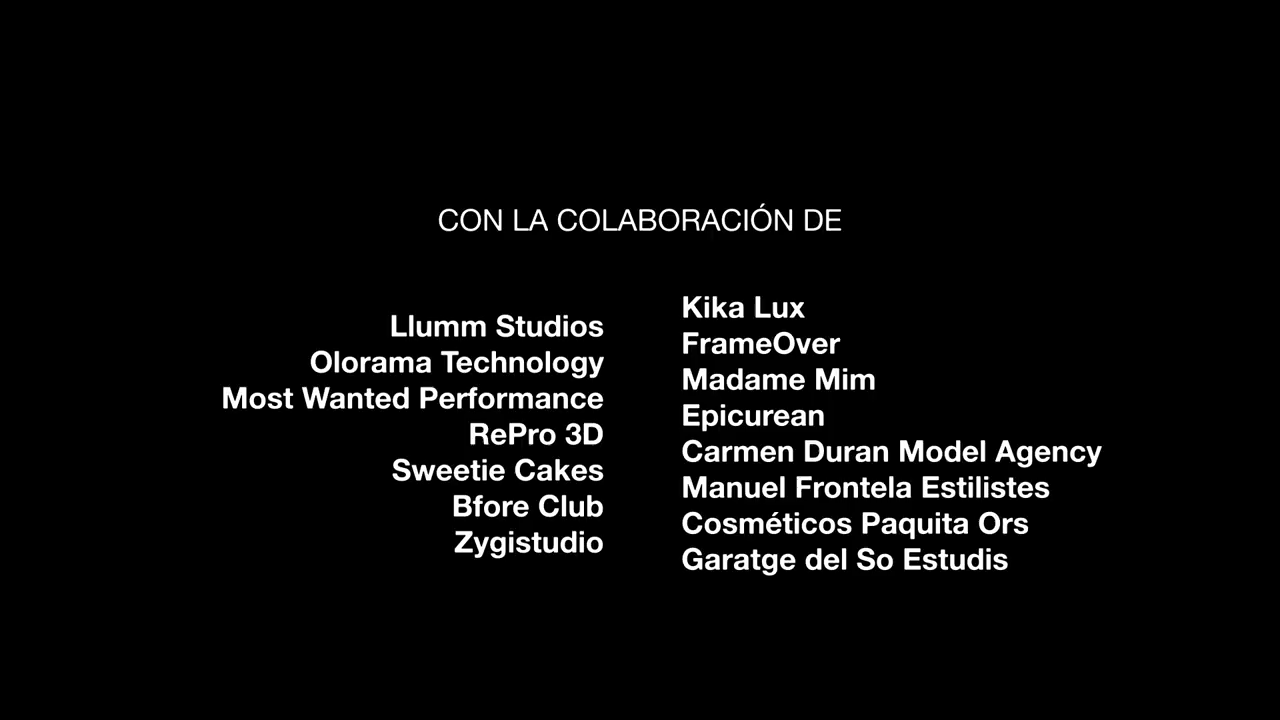 CON LA COLABORACIÓN DE
Llumm Studios
Olorama Technology
Most Wanted Performance
RePro 3D
Sweetie Cakes
Bfore Club
Zygistudio
Kika Lux
FrameOver
Madame Mim
Epicurean
Carmen Duran Model Agency
Manuel Frontela Estilistes
Cosméticos Paquita Ors
Garatge del So Estudis